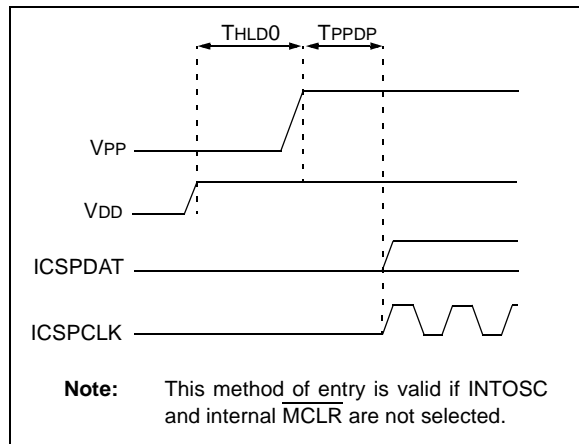 THLD0 TPPDP
VPP
VDD
ICSPDAT
ICSPCLK
Note: This method of entry is valid if INTOSC
and internal MCLR are not selected.